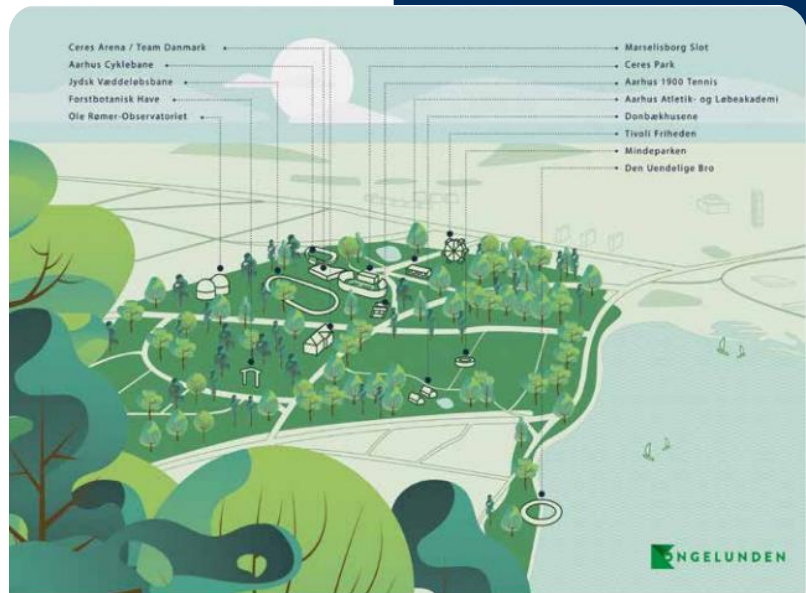 Ceres Arena / Team Danmark
Aarhus Cyklebane
Jydsk Væddeløbsbane
Forstbotanisk Have
Ole Rømer-Observatoriet
Marselisborg Slot
Ceres Park
Aarhus 1900 Tennis
Aarhus Atletik- og Løbeakademi
Donbækhusene
Tivoli Friheden
Mindeparken
Den Uendelige Bro
KONGELUNDEN